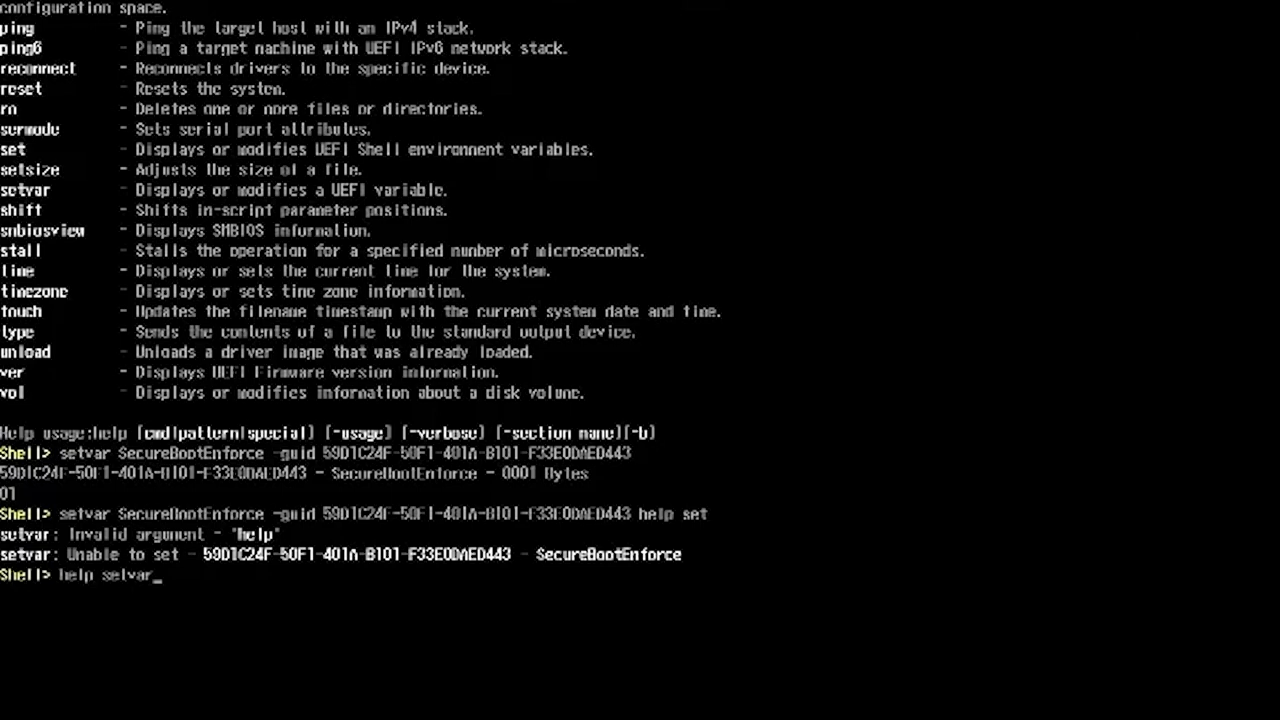 configuration space.
ping - Ping the target host with an IPv4 stack.
ping6 - Ping a target machine with UEFI IPv6 network stack.
reconnect - Reconnects drivers to the specific device.
reset - Resets the system.
rm - Deletes one or more files or directories.
sermode - Sets serial port attributes.
set - Displays or modifies UEFI Shell environment variables.
setsize - Adjusts the size of a file.
setvar - Displays or modifies a UEFI variable.
shift - Shifts in-script parameter positions.
smbiosview - Displays SMBIOS information.
stall - Stalls the operation for a specified number of microseconds.
time - Displays or sets the current time for the system.
timezone - Displays or sets time zone information.
touch - Updates the filename timestamp with the current system date and time.
type - Sends the contents of a file to the standard output device.
unload - Unloads a driver image that was already loaded.
ver - Displays UEFI Firmware version information.
vol - Displays or modifies information about a disk volume.
Help usage:help [cmd|pattern|special] [-usage] [-verbose] [-section name][-b]
Shell> setvar SecureBootEnforce -guid 59D1C24F-50F1-401A-B101-F33E0DAED443
59D1C24F-50F1-401A-B101-F33E0DAED443 - SecureBootEnforce - 0001 Bytes
01
Shell> setvar SecureBootEnforce -guid 59D1C24F-50F1-401A-B101-F33E0DAED443 help set
setvar: Invalid argument - 'help'
setvar: Unable to set - 59D1C24F-50F1-401A-B101-F33E0DAED443 - SecureBootEnforce
Shell> help setvar_